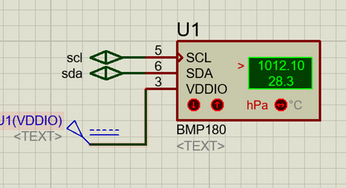 U1
scl 5 SCL
sda 6 SDA
3 VDDIO
> 1012.10
28.3
L T hPa °C
U1(VDDIO)
<TEXT>
BMP180
<TEXT>